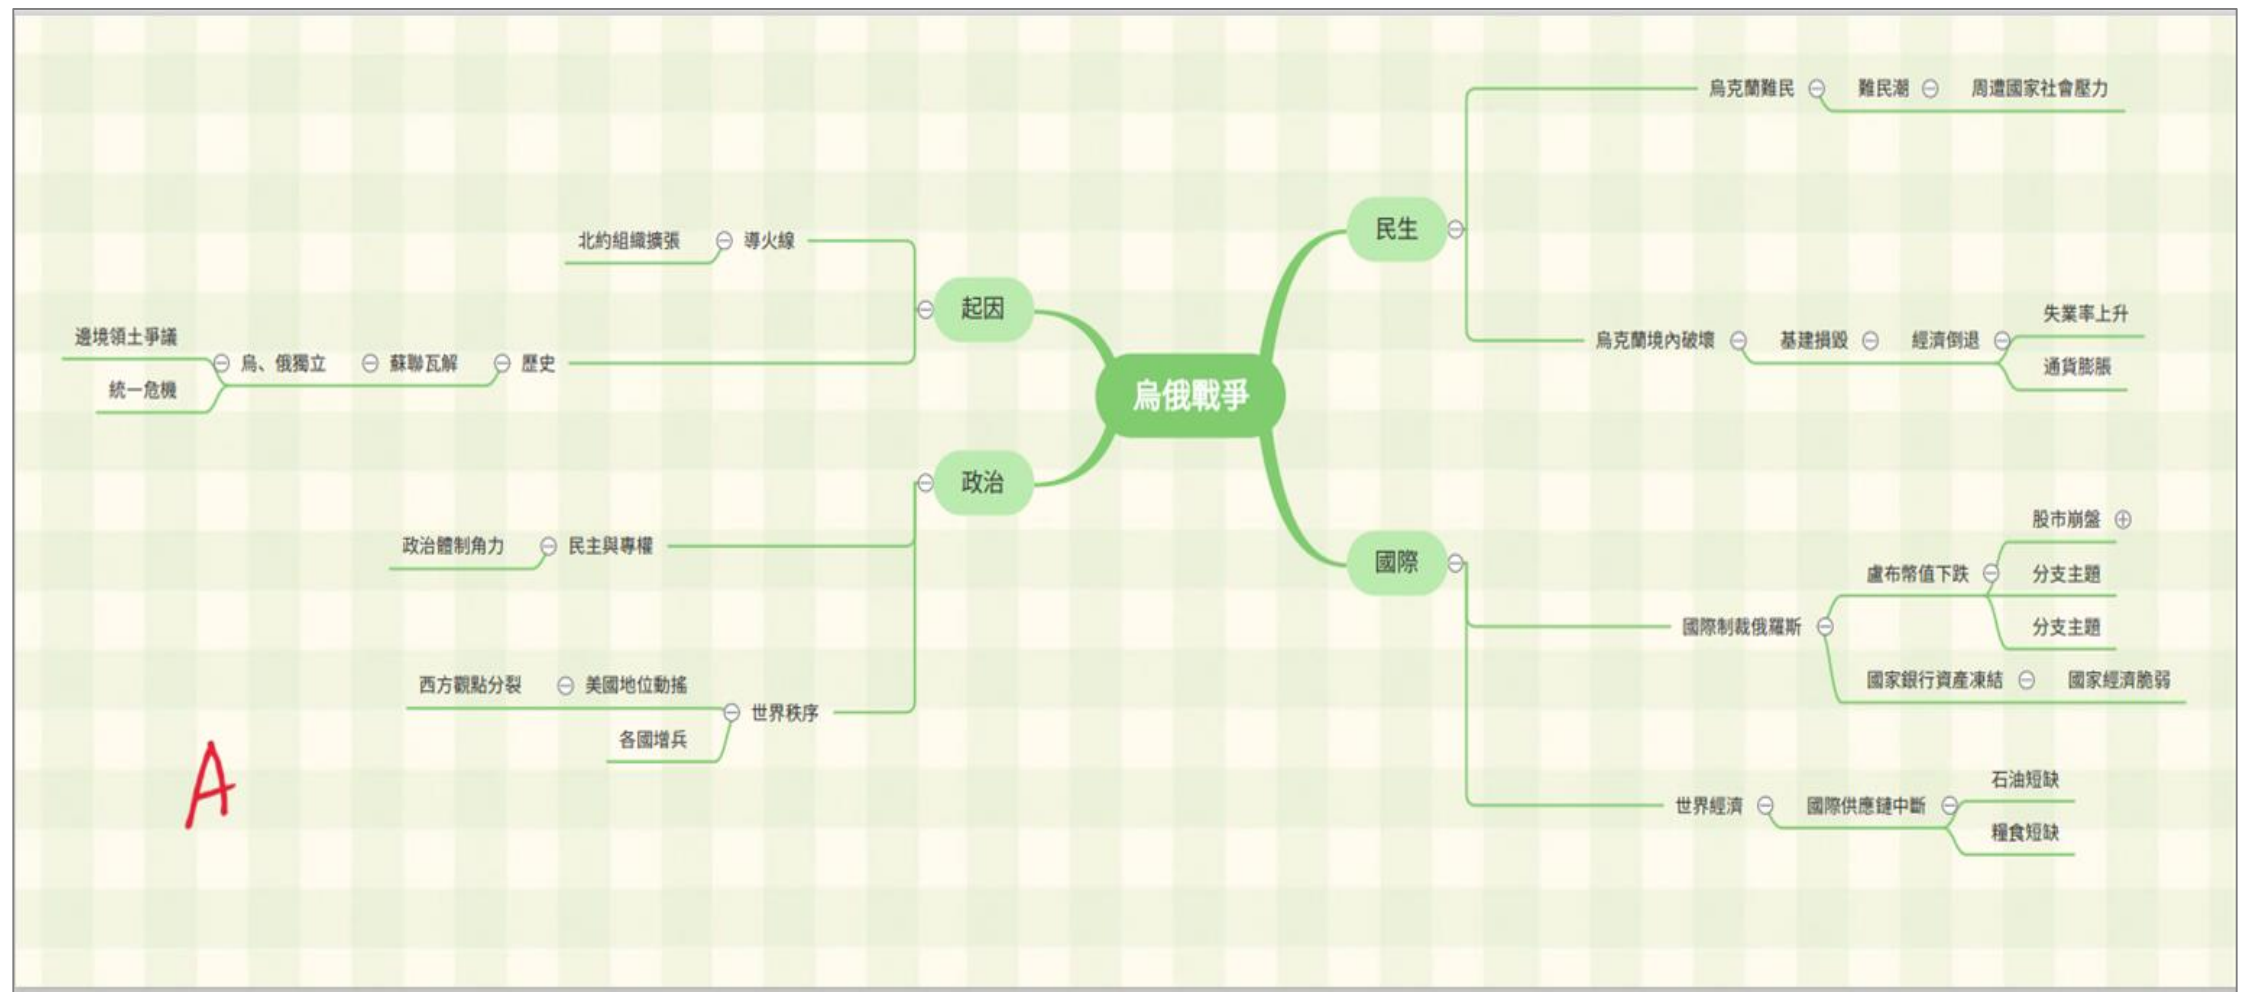 烏俄戰爭
起因
導火線
北約組織擴張
歷史
蘇聯瓦解
烏、俄獨立
邊境領土爭議
統一危機
政治
民主與專權
政治體制角力
世界秩序
美國地位動搖
西方觀點分裂
各國增兵
民生
烏克蘭難民
難民潮
周遭國家社會壓力
烏克蘭境內破壞
基建損毀
經濟倒退
失業率上升
通貨膨脹
國際
國際制裁俄羅斯
盧布幣值下跌
股市崩盤
分支主題
分支主題
國家銀行資產凍結
國家經濟脆弱
世界經濟
國際供應鏈中斷
石油短缺
糧食短缺
A